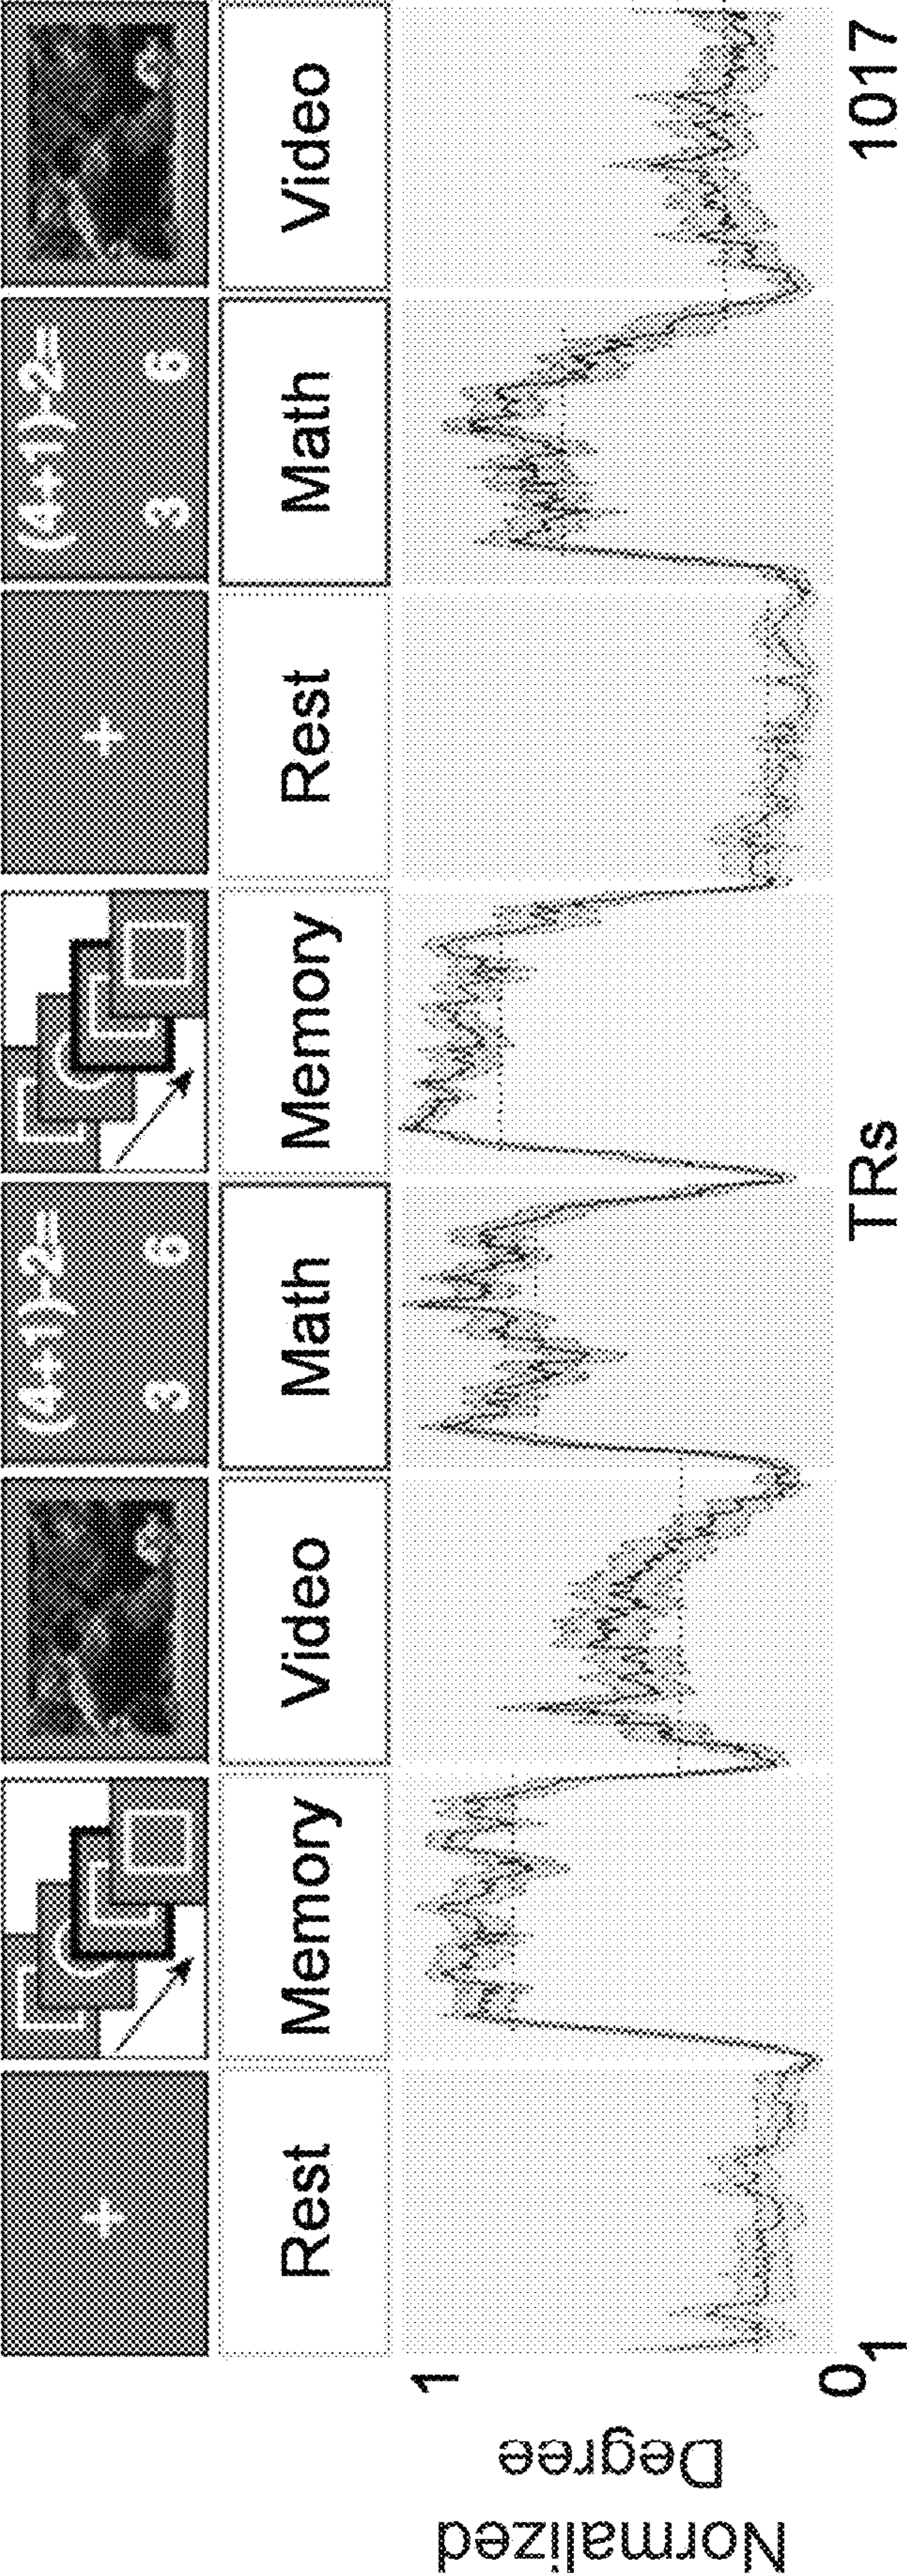 (4+1)-2=
3 6
(4+1)-2=
3 6
Rest Memory Video Math Memory Rest Math Video
Normalized
Degree
1
0
1 TRs 1017